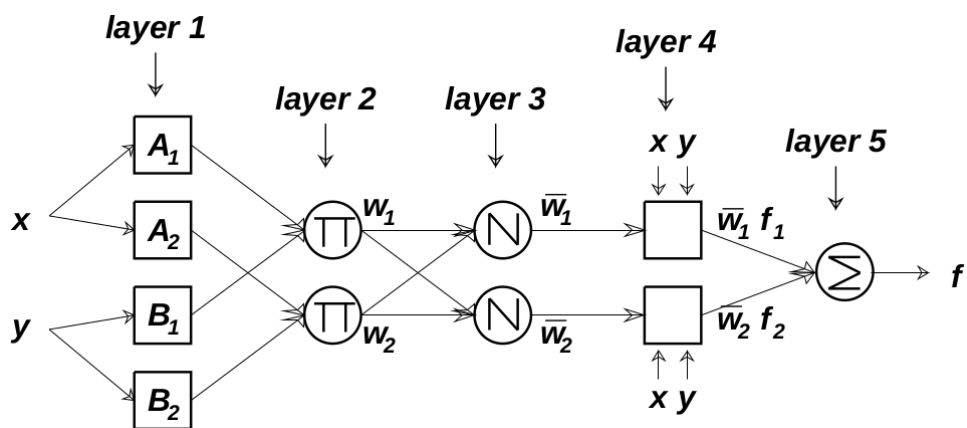 layer 1
layer 4
layer 2
layer 3
x y
layer 5
A₁
x
A₂
Π
w₁
N
w̅₁
w̅₁ f₁
Σ
f
y
B₁
Π
w₂
N
w̅₂
w̅₂ f₂
B₂
x y